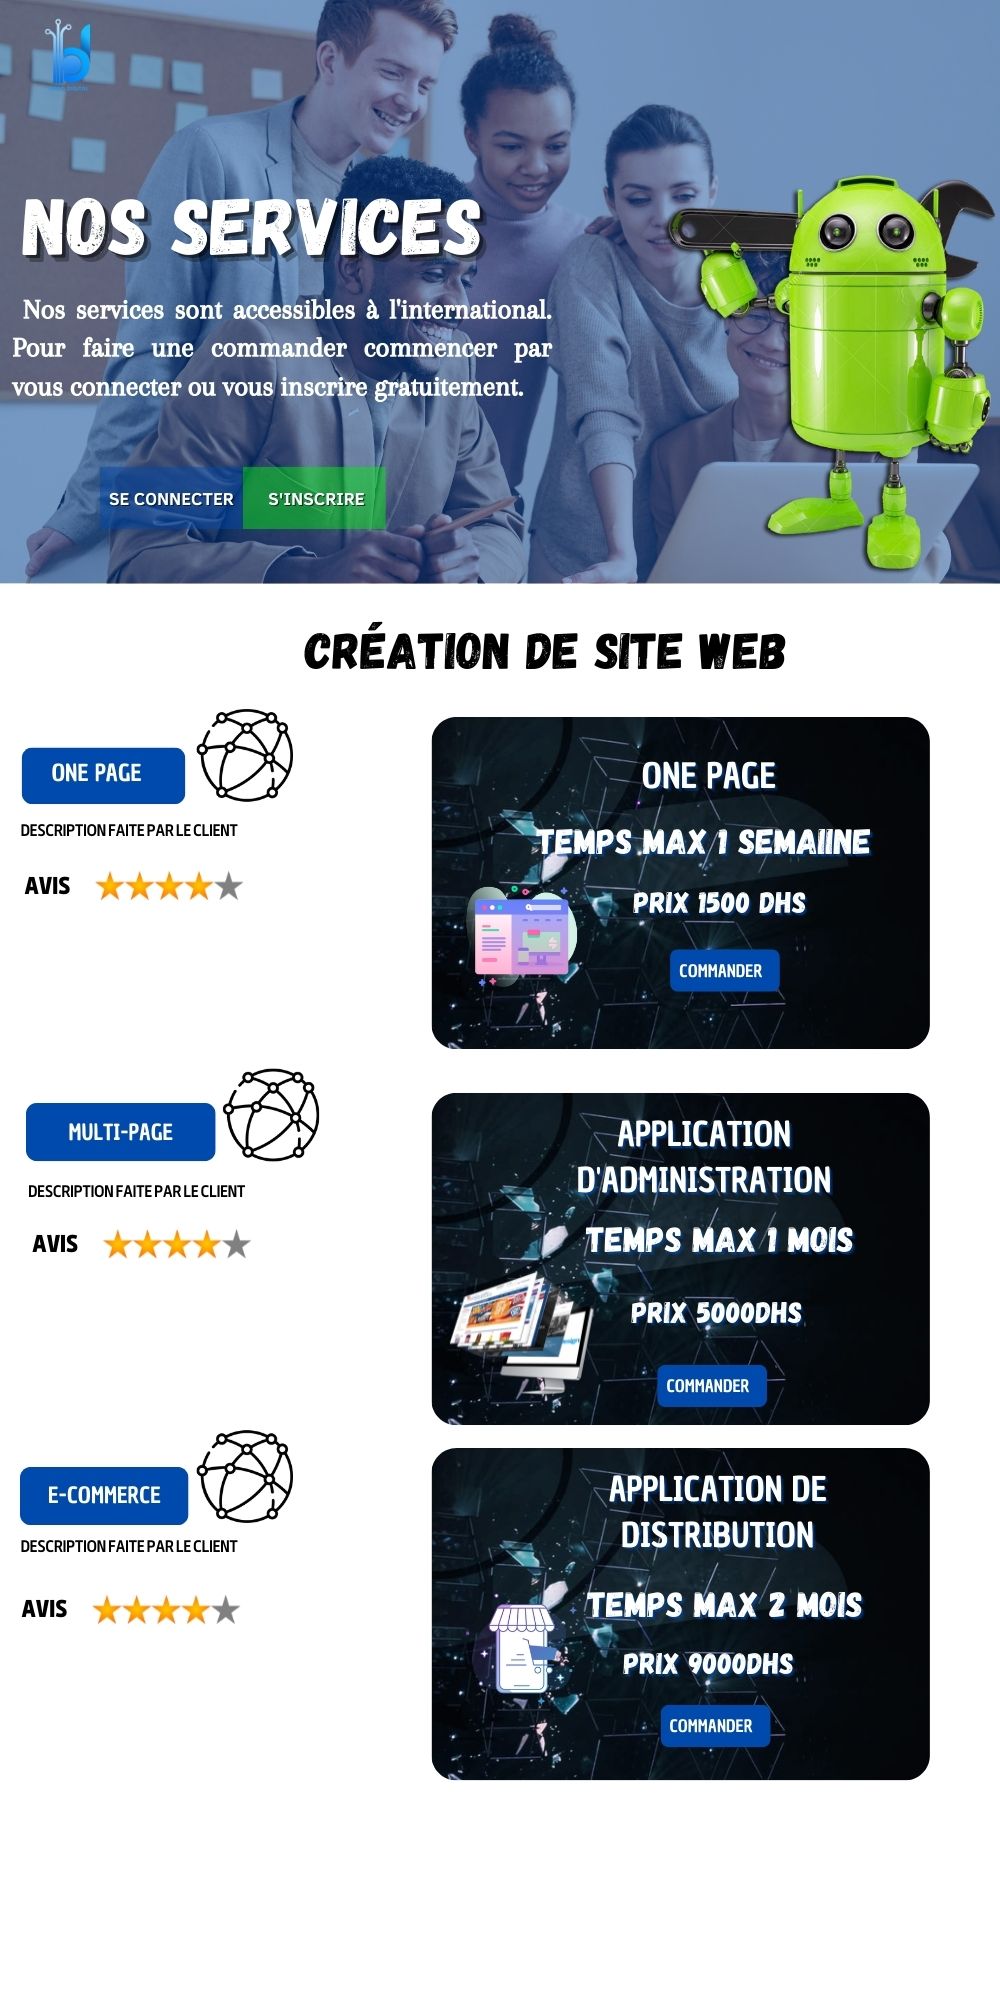 NOS SERVICES
Nos services sont accessibles à l'international.
Pour faire une commander commencer par
vous connecter ou vous inscrire gratuitement.
SE CONNECTER
S'INSCRIRE
CRÉATION DE SITE WEB
ONE PAGE
DESCRIPTION FAITE PAR LE CLIENT
AVIS
ONE PAGE
TEMPS MAX 1 SEMAIINE
PRIX 1500 DHS
COMMANDER
MULTI-PAGE
DESCRIPTION FAITE PAR LE CLIENT
AVIS
APPLICATION
D'ADMINISTRATION
TEMPS MAX 1 MOIS
PRIX 5000DHS
COMMANDER
E-COMMERCE
DESCRIPTION FAITE PAR LE CLIENT
AVIS
APPLICATION DE
DISTRIBUTION
TEMPS MAX 2 MOIS
PRIX 9000DHS
COMMANDER